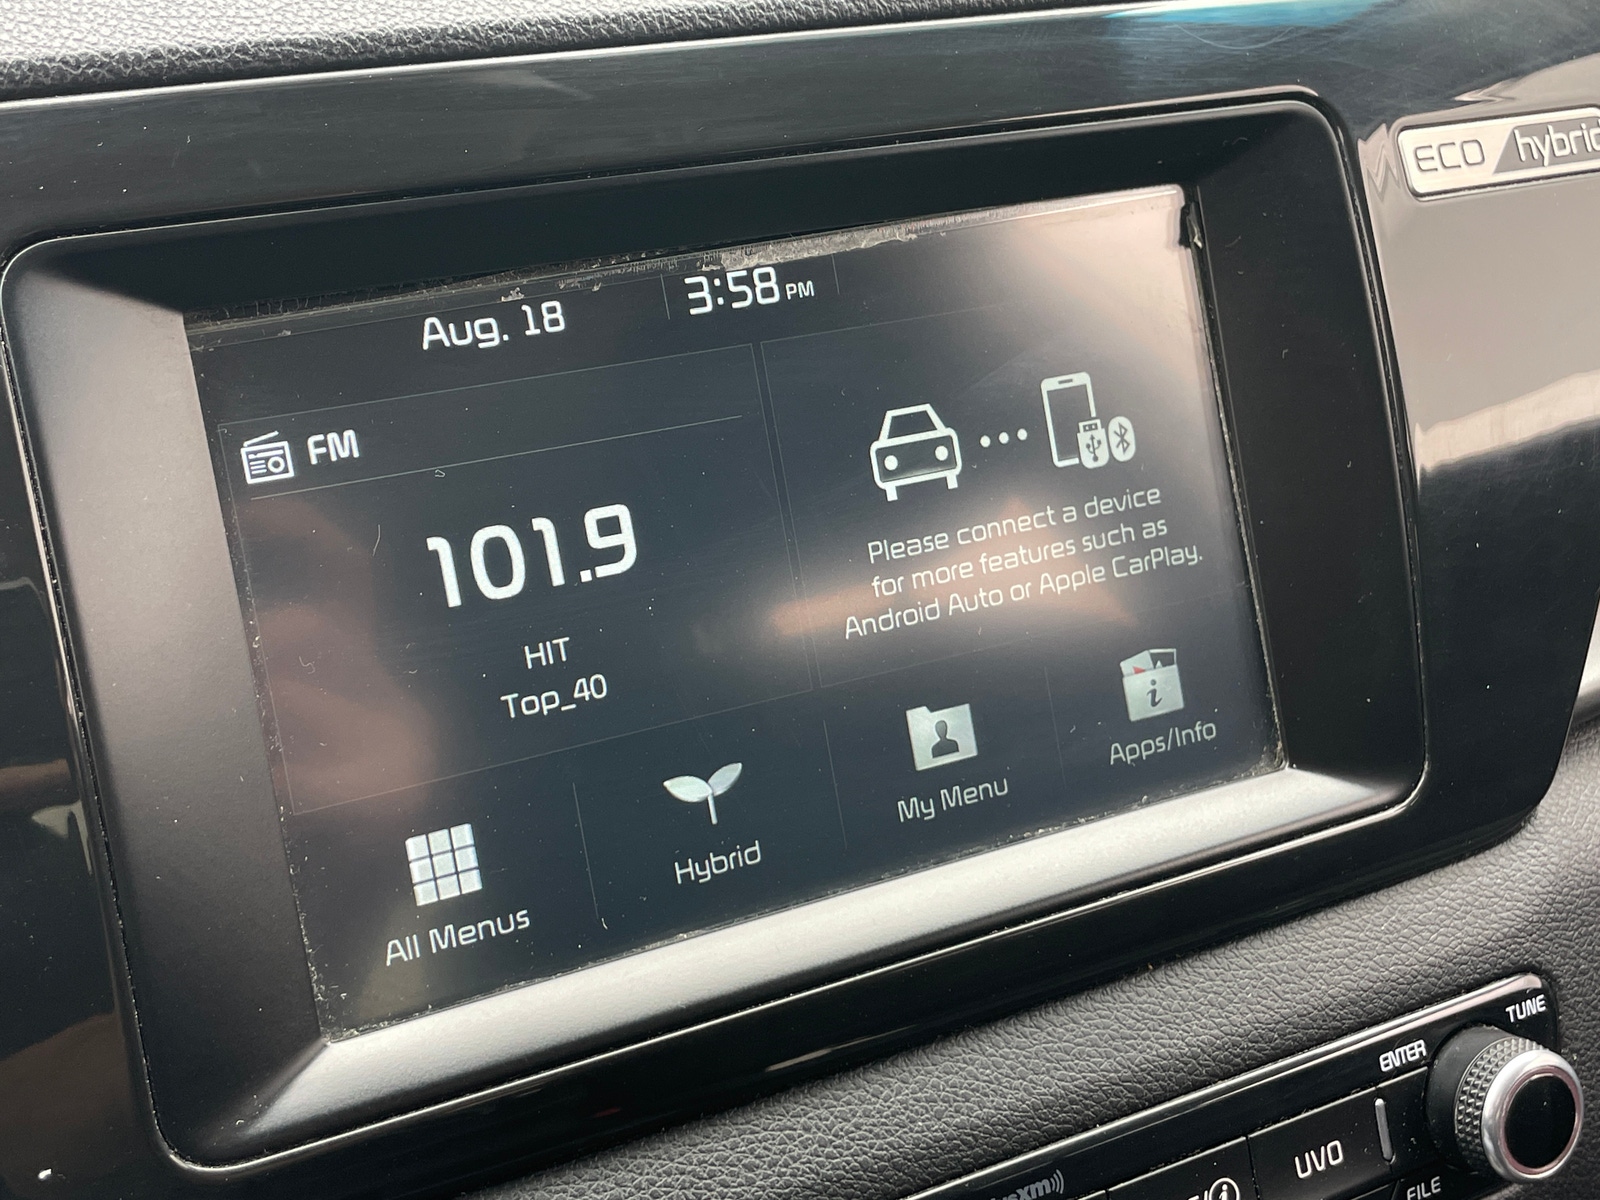 ECO hybrid
Aug. 18
3:58 PM
FM
101.9
HIT
Top_40
Please connect a device
for more features such as
Android Auto or Apple CarPlay.
All Menus
Hybrid
My Menu
Apps/Info
TUNE
ENTER
UVO
FILE